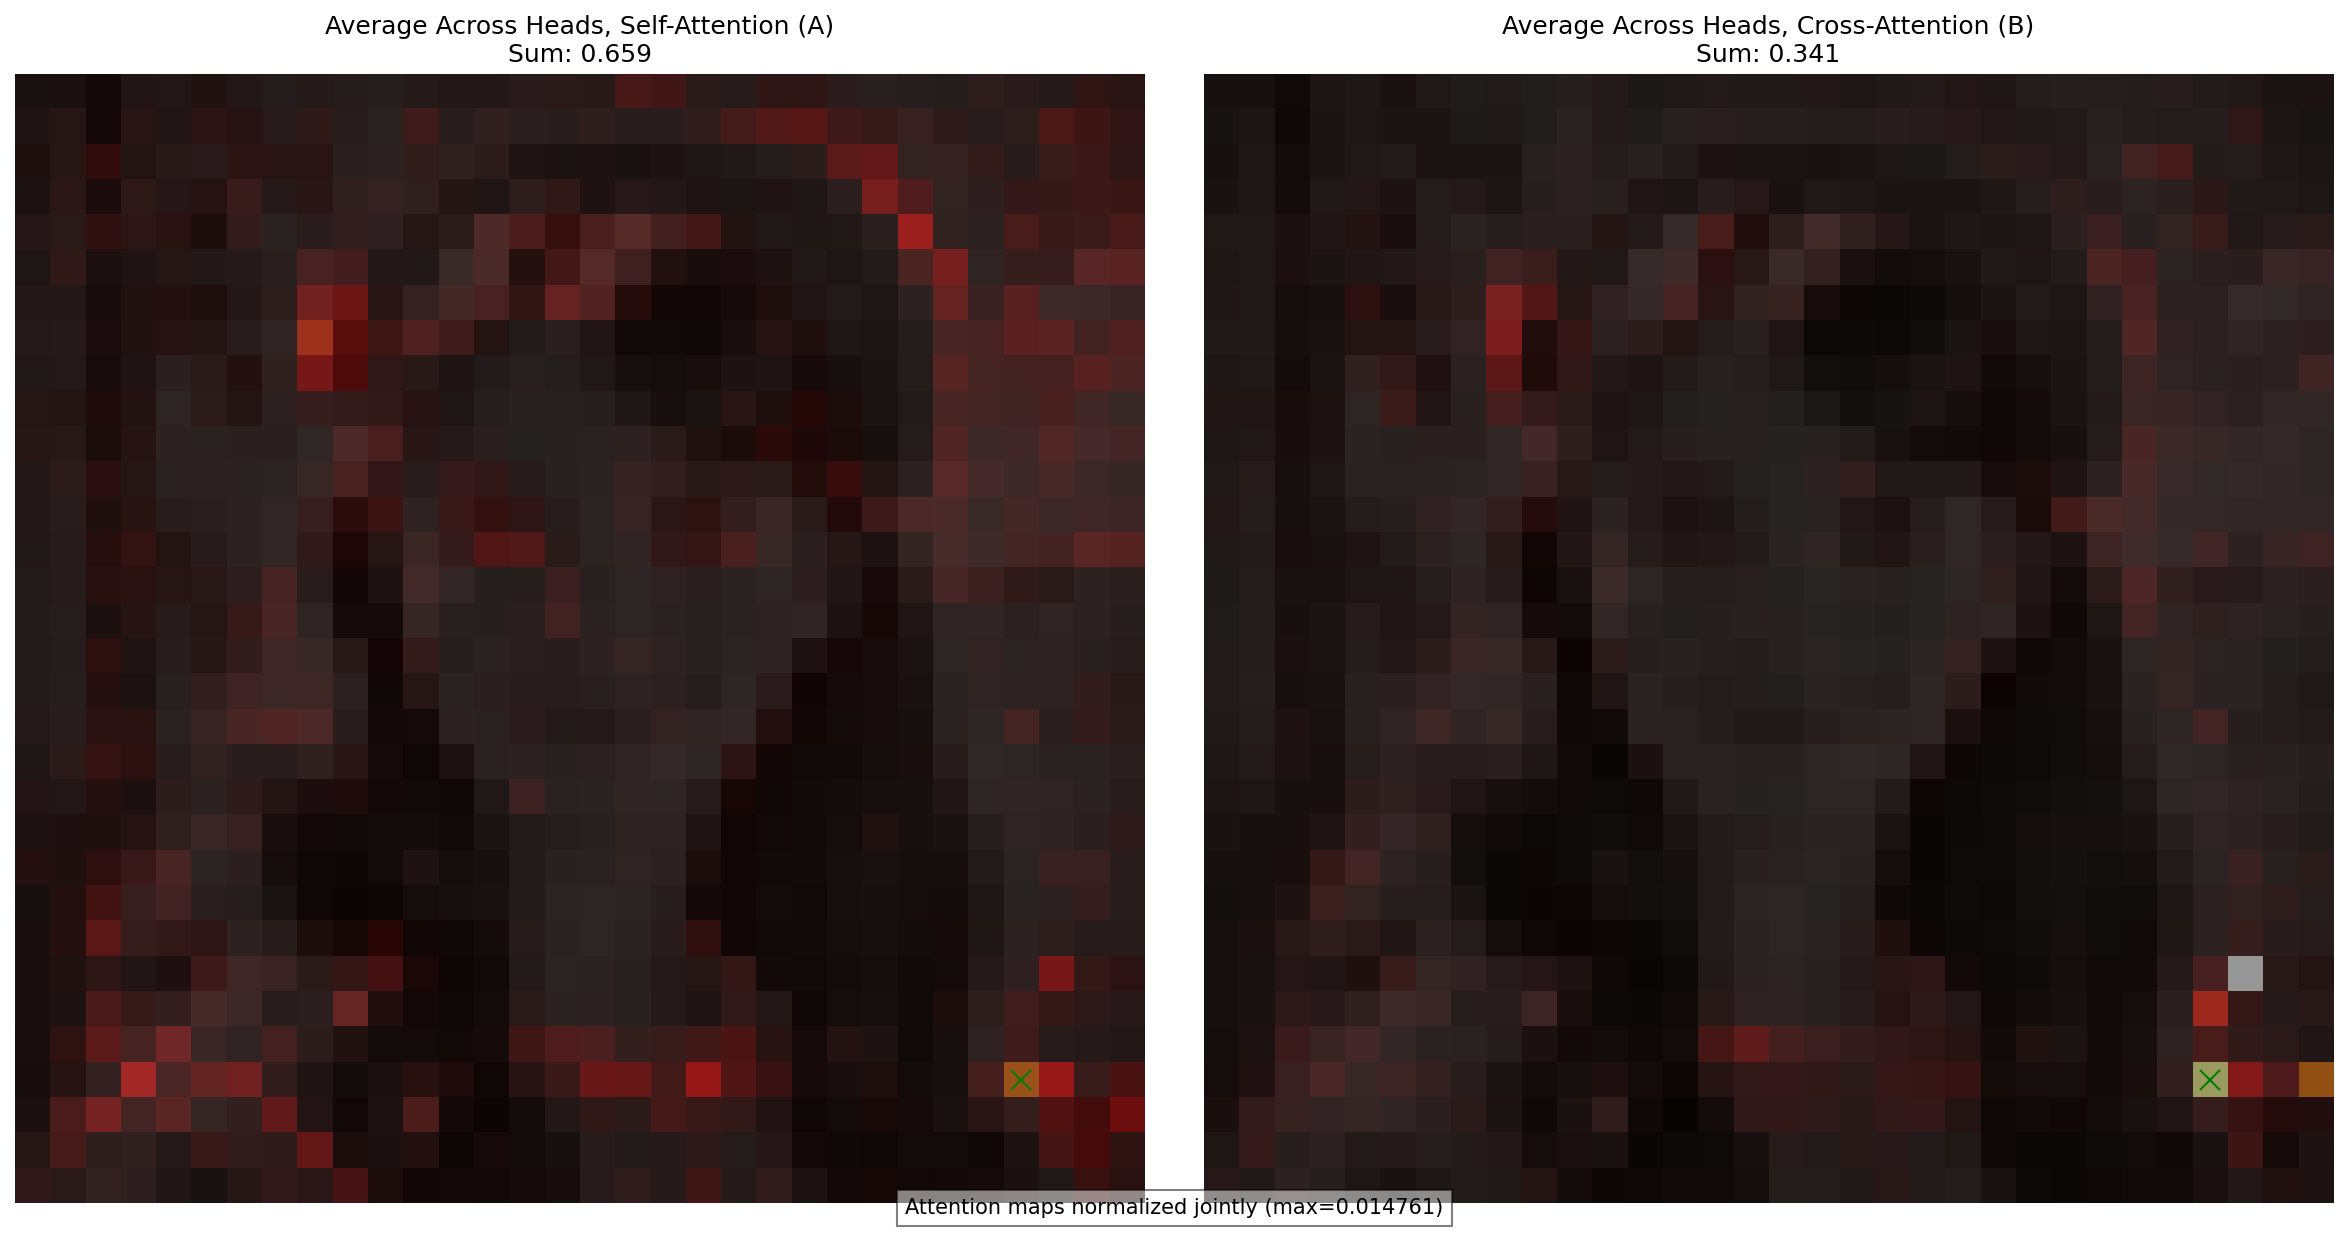 Average Across Heads, Self-Attention (A)
Sum: 0.659
Average Across Heads, Cross-Attention (B)
Sum: 0.341
Attention maps normalized jointly (max=0.014761)